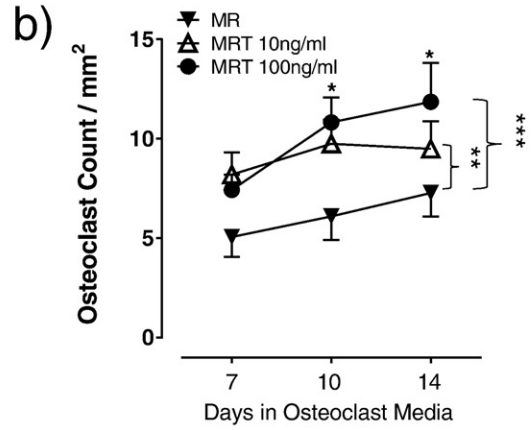 b)
MR
MRT 10ng/ml
MRT 100ng/ml
Osteoclast Count / mm²
15
10
5
0
*
*
**
***
7 10 14
Days in Osteoclast Media